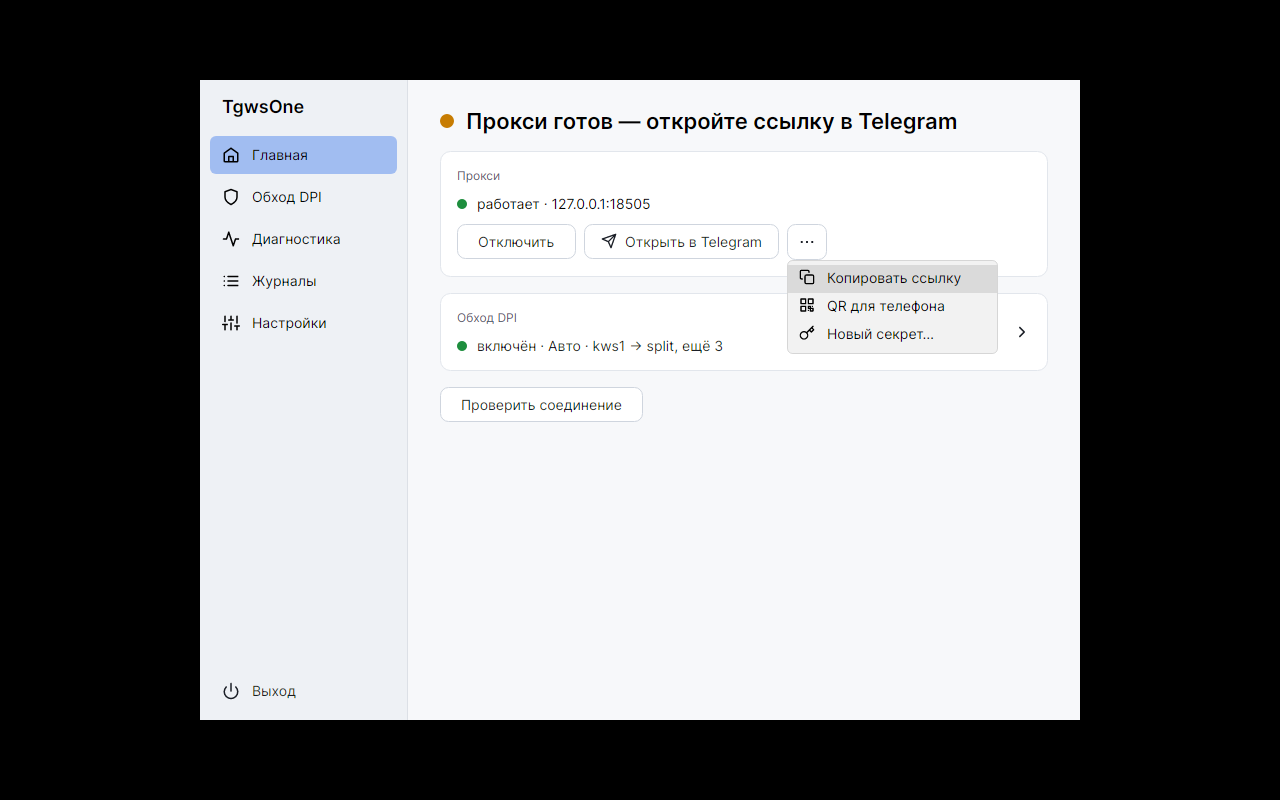 TgwsOne
Главная
Обход DPI
Диагностика
Журналы
Настройки
Выход
Прокси готов — откройте ссылку в Telegram
Прокси
работает · 127.0.0.1:18505
Отключить
Открыть в Telegram
...
Копировать ссылку
QR для телефона
Новый секрет...
Обход DPI
включён · Авто · kws1 → split, ещё 3
Проверить соединение